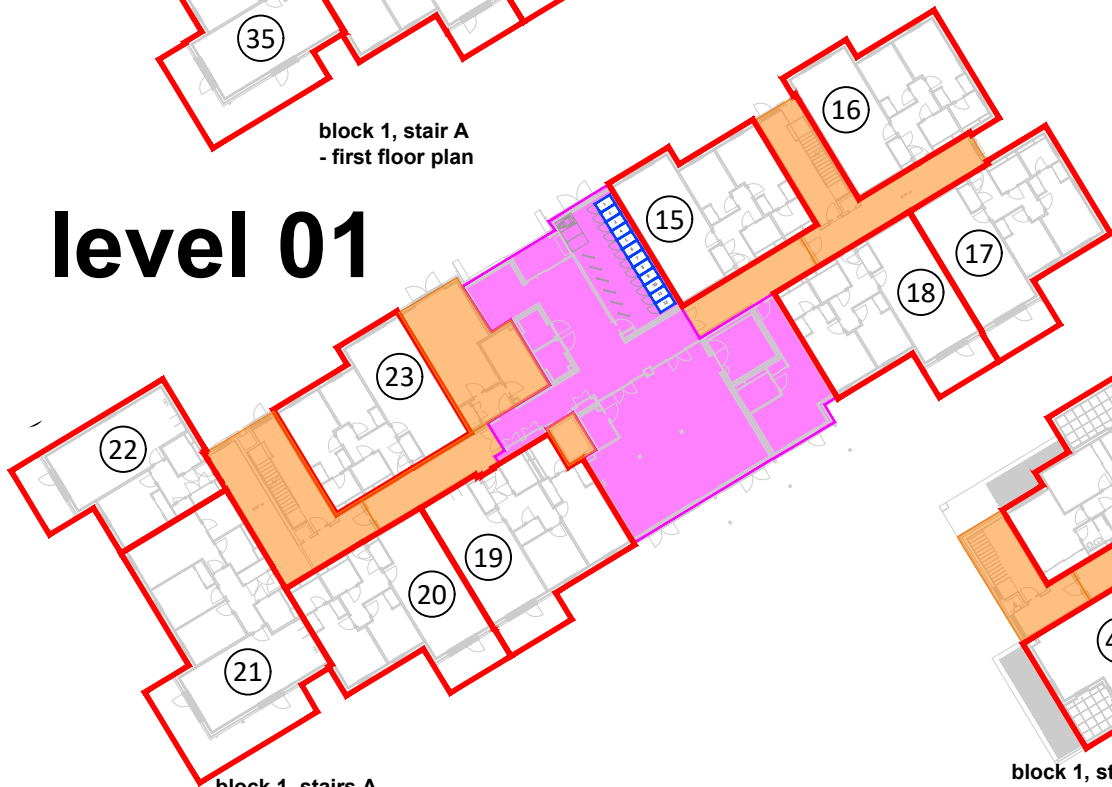 35
block 1, stair A
- first floor plan
level 01
16
15
17
18
23
22
19
20
21
4
block 1, stairs A
block 1, st